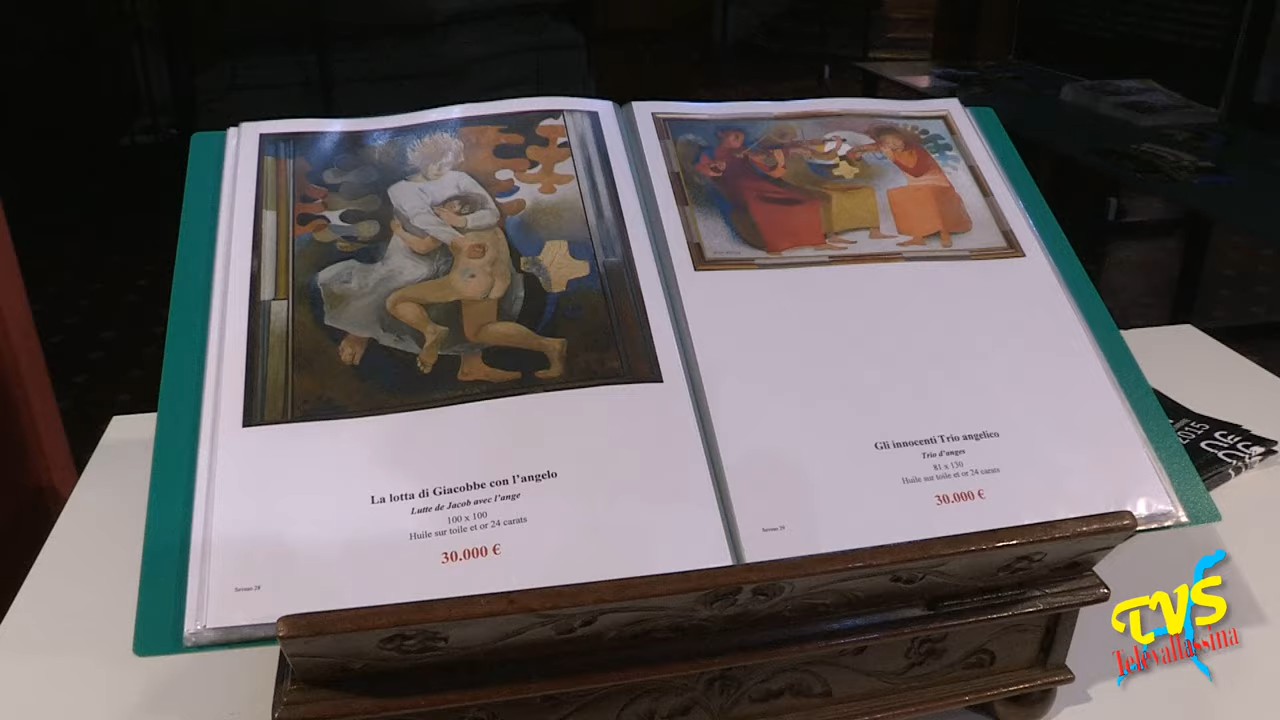 La lotta di Giacobbe con l'angelo
Lutte de Jacob avec l'ange
100 x 100
Huile sur toile et or 24 carats
30.000 €
Gli innocenti Trio angelico
Trio d'anges
81 x 130
Huile sur toile et or 24 carats
30.000 €
2015
TVS
Televallassina